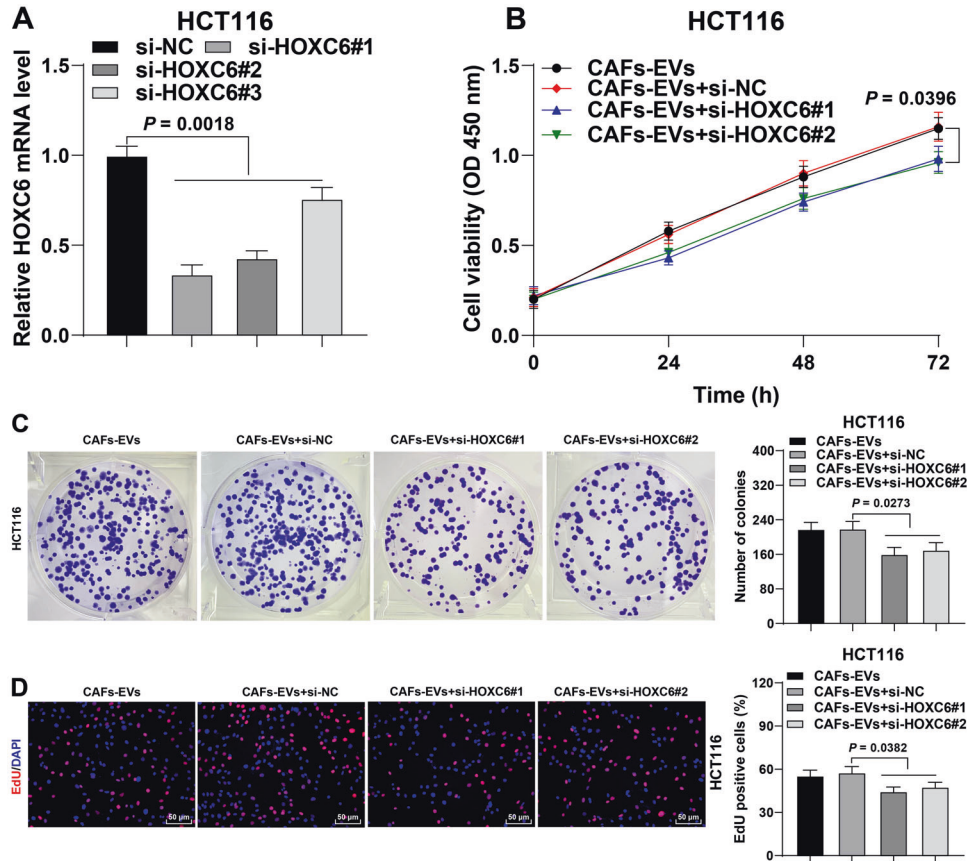 A
HCT116
si-NC si-HOXC6#1
si-HOXC6#2
si-HOXC6#3
P = 0.0018
Relative HOXC6 mRNA level
1.5
1.0
0.5
0.0
B
HCT116
CAFs-EVs
CAFs-EVs+si-NC
CAFs-EVs+si-HOXC6#1
CAFs-EVs+si-HOXC6#2
P = 0.0396
Cell viability (OD 450 nm)
1.5
1.0
0.5
0.0
0 24 48 72
Time (h)
C
CAFs-EVs CAFs-EVs+si-NC CAFs-EVs+si-HOXC6#1 CAFs-EVs+si-HOXC6#2
HCT116
HCT116
CAFs-EVs
CAFs-EVs+si-NC
CAFs-EVs+si-HOXC6#1
CAFs-EVs+si-HOXC6#2
P = 0.0273
Number of colonies
400
320
240
160
80
0
D
CAFs-EVs CAFs-EVs+si-NC CAFs-EVs+si-HOXC6#1 CAFs-EVs+si-HOXC6#2
EdU/DAPI
50 μm 50 μm 50 μm 50 μm
HCT116
HCT116
CAFs-EVs
CAFs-EVs+si-NC
CAFs-EVs+si-HOXC6#1
CAFs-EVs+si-HOXC6#2
P = 0.0382
EdU positive cells (%)
120
90
60
30
0